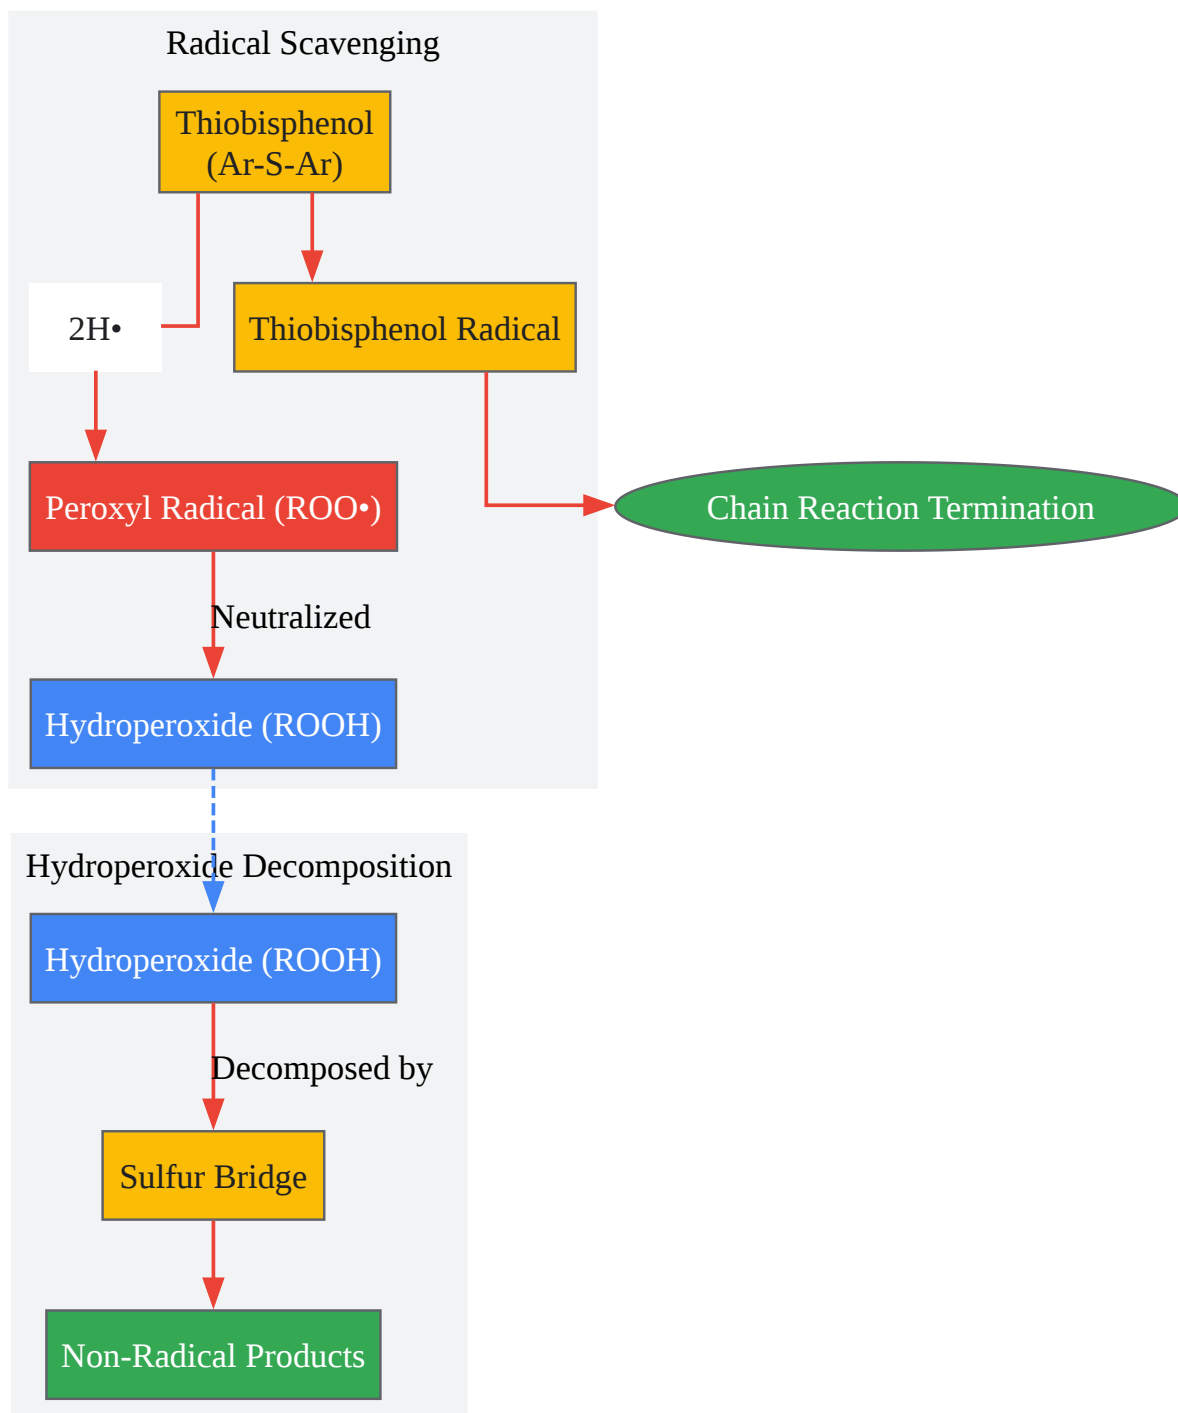 Radical Scavenging
Thiobisphenol
(Ar-S-Ar)
2H•
Thiobisphenol Radical
Peroxyl Radical (ROO•)
Chain Reaction Termination
Neutralized
Hydroperoxide (ROOH)
Hydroperoxide Decomposition
Hydroperoxide (ROOH)
Decomposed by
Sulfur Bridge
Non-Radical Products